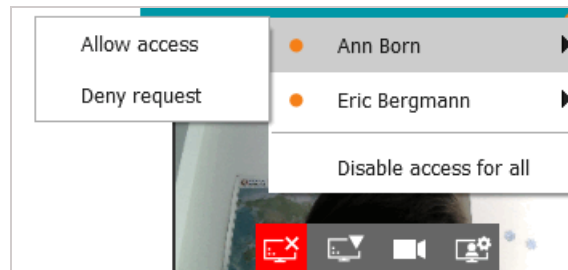 Allow access
Deny request
Ann Born
Eric Bergmann
Disable access for all